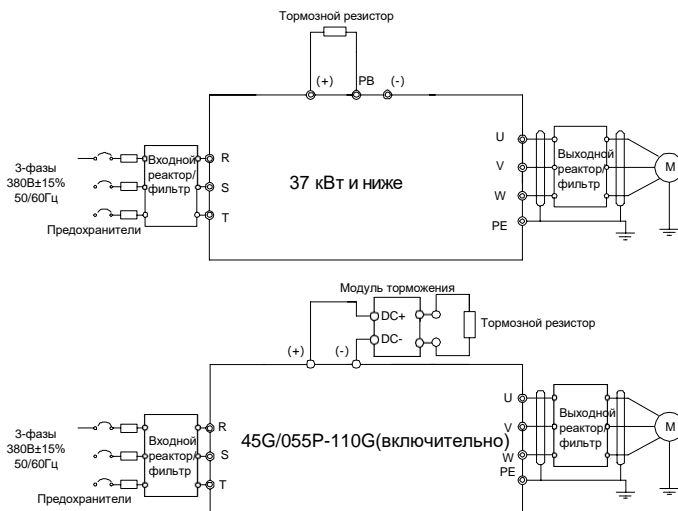 Тормозной резистор
(+) PB (-)
3-фазы
380В±15%
50/60Гц
Предохранители
Входной
реактор/
фильтр
R
S
T
37 кВт и ниже
U
V
W
PE
Выходной
реактор/
фильтр
M
Модуль торможения
DC+
DC-
Тормозной резистор
(+) (-)
3-фазы
380В±15%
50/60Гц
Предохранители
Входной
реактор/
фильтр
R
S
T
45G/055P-110G(включительно)
U
V
W
PE
Выходной
реактор/
фильтр
M